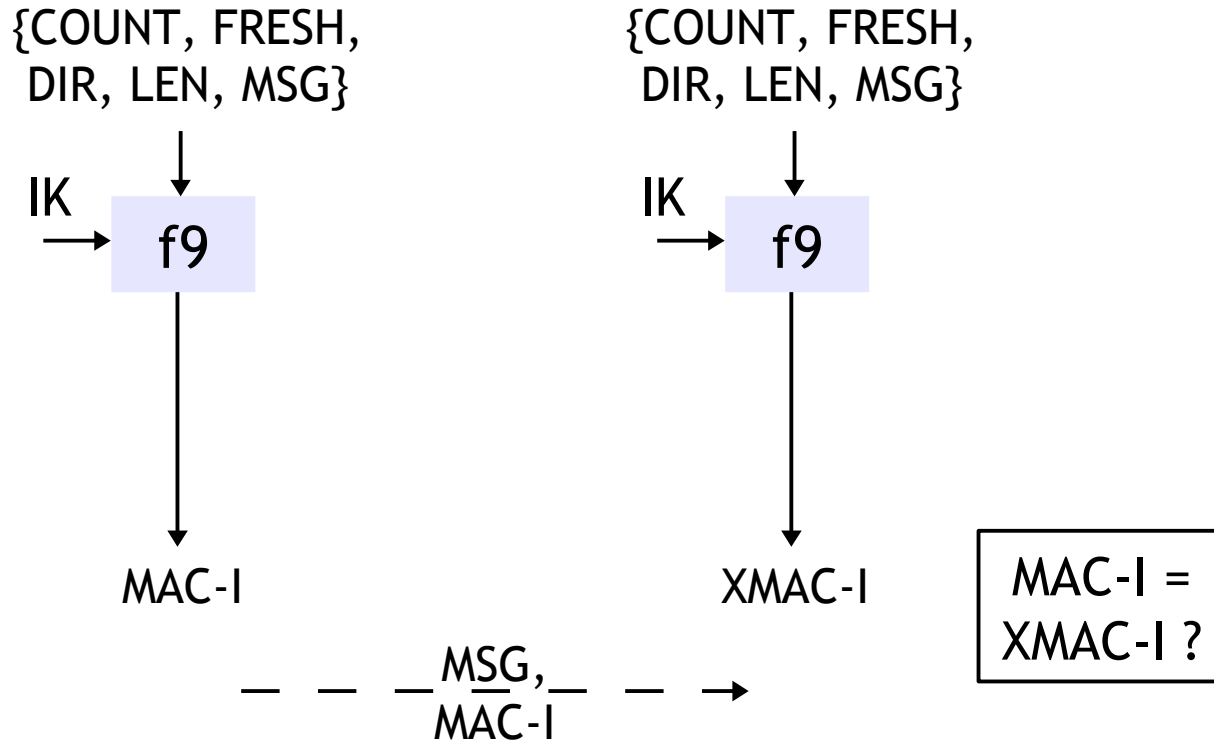 {COUNT, FRESH,
DIR, LEN, MSG}
IK
f9
MAC-I
{COUNT, FRESH,
DIR, LEN, MSG}
IK
f9
XMAC-I
MSG,
MAC-I
MAC-I =
XMAC-I ?